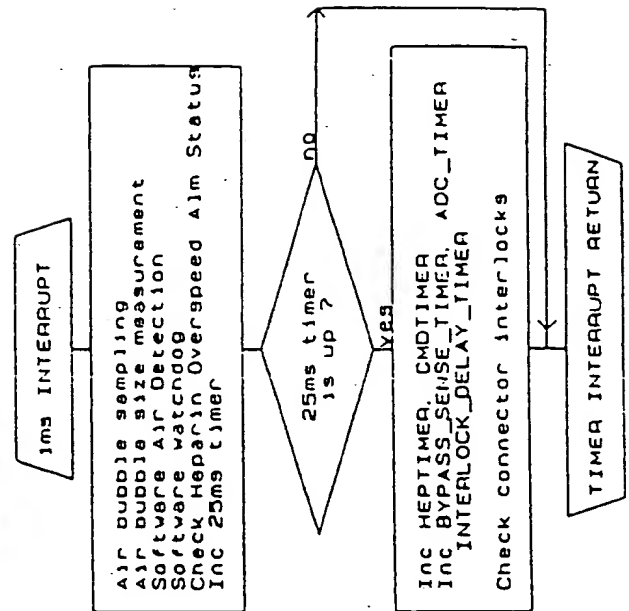 1ms INTERRUPT
Air bubble sampling
Air bubble size measurement
Software Air Detection
Software watchdog
Check Heparin Overspeed Alm Status
Inc 25ms timer
25ms timer
is up ?
no
yes
Inc HEPTIMER, CMDTIMER
Inc BYPASS_SENSE_TIMER, ADC_TIMER
INTERLOCK_DELAY_TIMER
Check connector interlocks
TIMER INTERRUPT RETURN